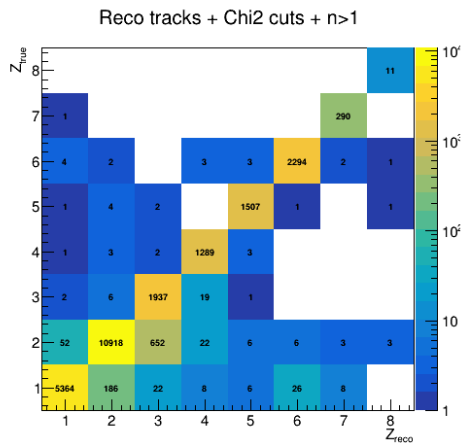 Reco tracks + Chi2 cuts + n>1
Z_true
8 11 10^4
7 1 290
6 4 2 3 3 2294 2 1 10^3
5 1 4 2 1507 1 1
4 1 3 2 1289 3 10^2
3 2 6 1937 19 1
2 52 10918 652 22 6 6 3 3 10
1 5364 186 22 8 6 26 8 1
1 2 3 4 5 6 7 8
Z_reco